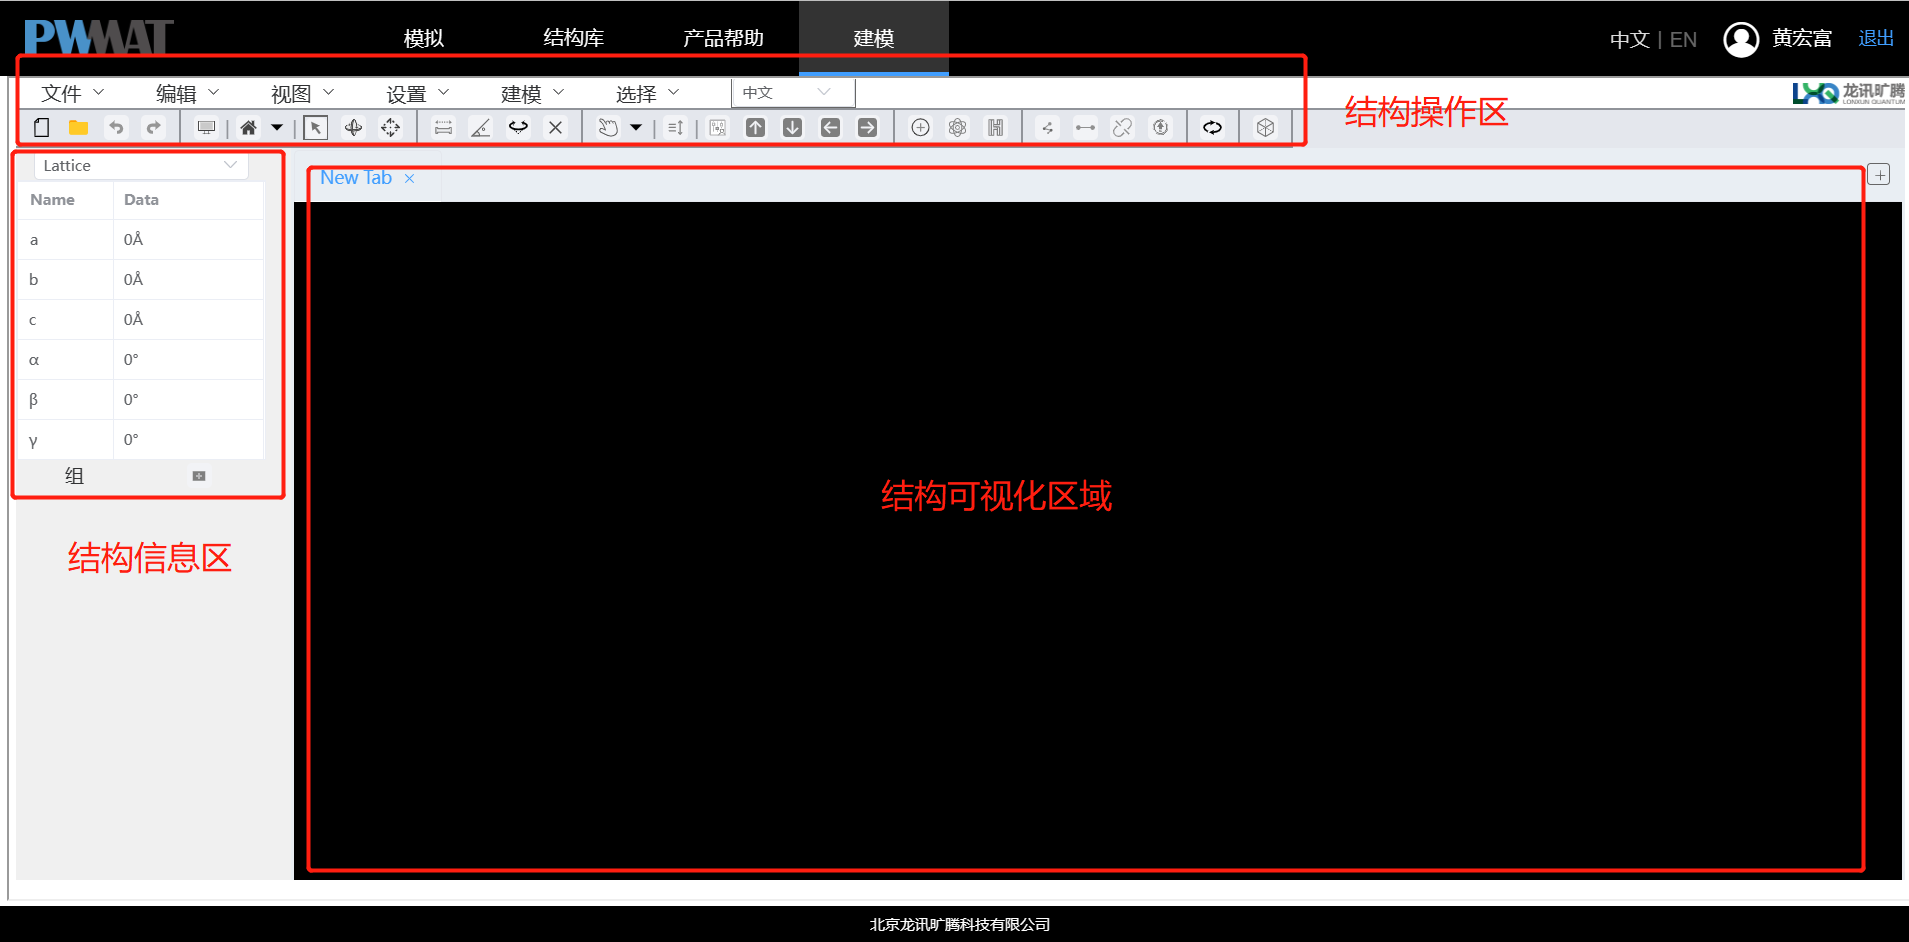 PWMAT
模拟 结构库 产品帮助 建模 中文 | EN 黄宏富 退出
文件 编辑 视图 设置 建模 选择 中文
龙讯旷腾
LONXUN QUANTUM
结构操作区
Lattice
New Tab ×
Name Data
a 0Å
b 0Å
c 0Å
α 0°
β 0°
γ 0°
组
结构可视化区域
结构信息区
北京龙讯旷腾科技有限公司